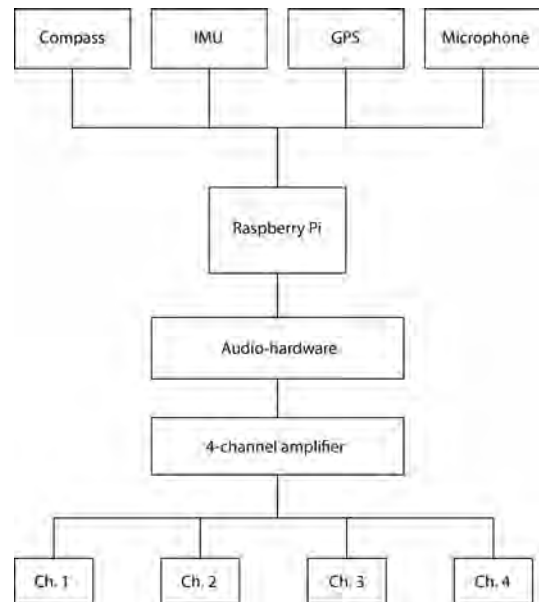 Compass
IMU
GPS
Microphone
Raspberry Pi
Audio-hardware
4-channel amplifier
Ch. 1
Ch. 2
Ch. 3
Ch. 4